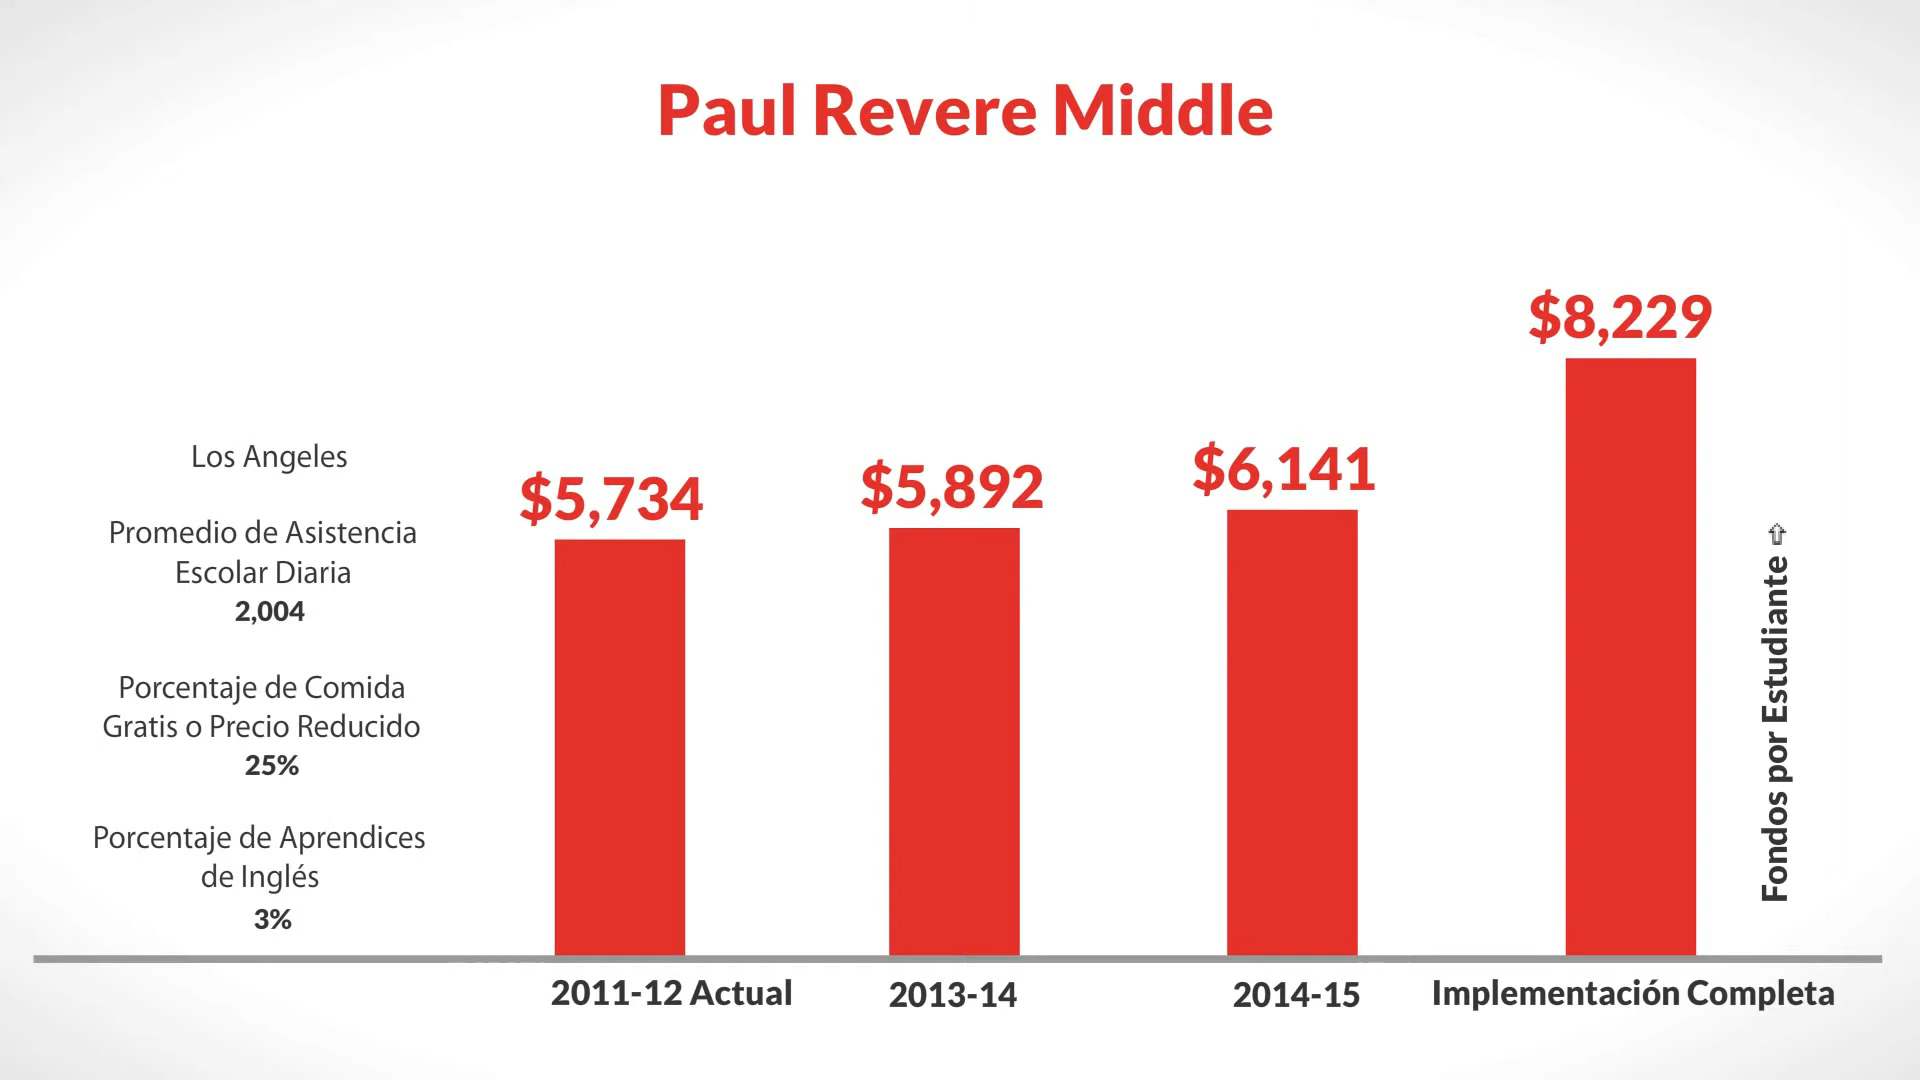 Paul Revere Middle
$8,229
$6,141
$5,892
$5,734
Los Angeles
Promedio de Asistencia
Escolar Diaria
2,004
Porcentaje de Comida
Gratis o Precio Reducido
25%
Porcentaje de Aprendices
de Inglés
3%
Fondos por Estudiante ⇧
2011-12 Actual
2013-14
2014-15
Implementación Completa